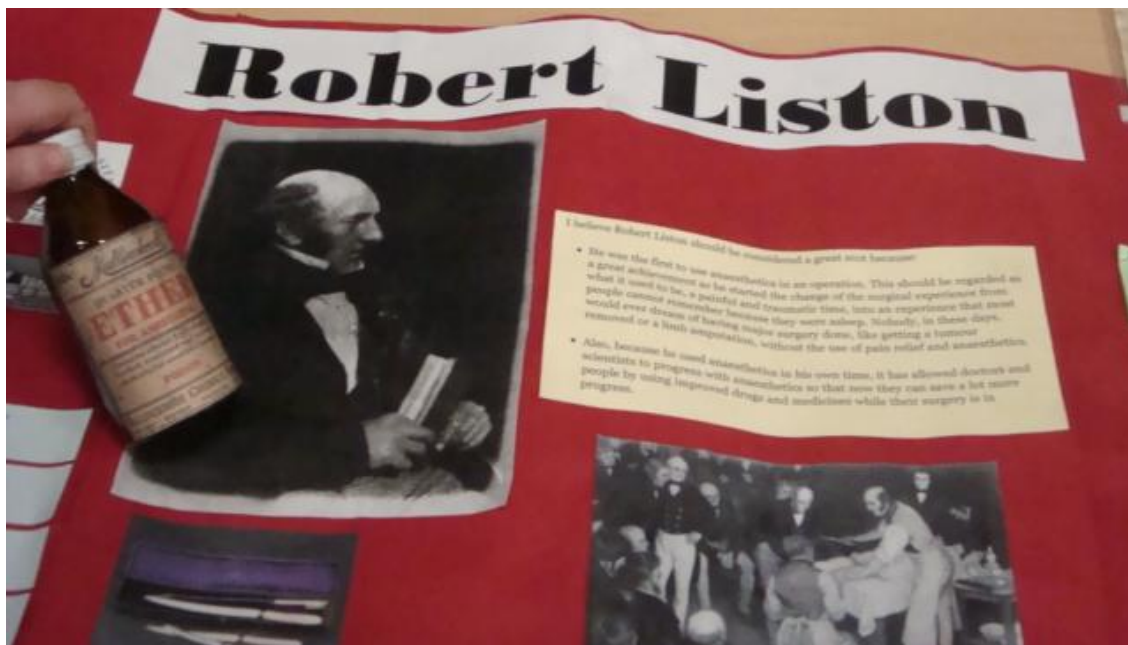 Robert Liston
QUARTER
ETHER
I believe Robert Liston should be considered a great scot because:
• He was the first to use anaesthetics in an operation. This should be regarded as
a great achievement as he started the change of the surgical experience from
what it used to be, a painful and traumatic time, into an experience that most
people cannot remember because they were asleep. Nobody, in these days,
would ever dream of having major surgery done, like getting a tumour
removed or a limb amputation, without the use of pain relief and anaesthetics.
• Also, because he used anaesthetics in his own time, it has allowed doctors and
scientists to progress with anaesthetics so that now they can save a lot more
people by using improved drugs and medicines while their surgery is in
progress.